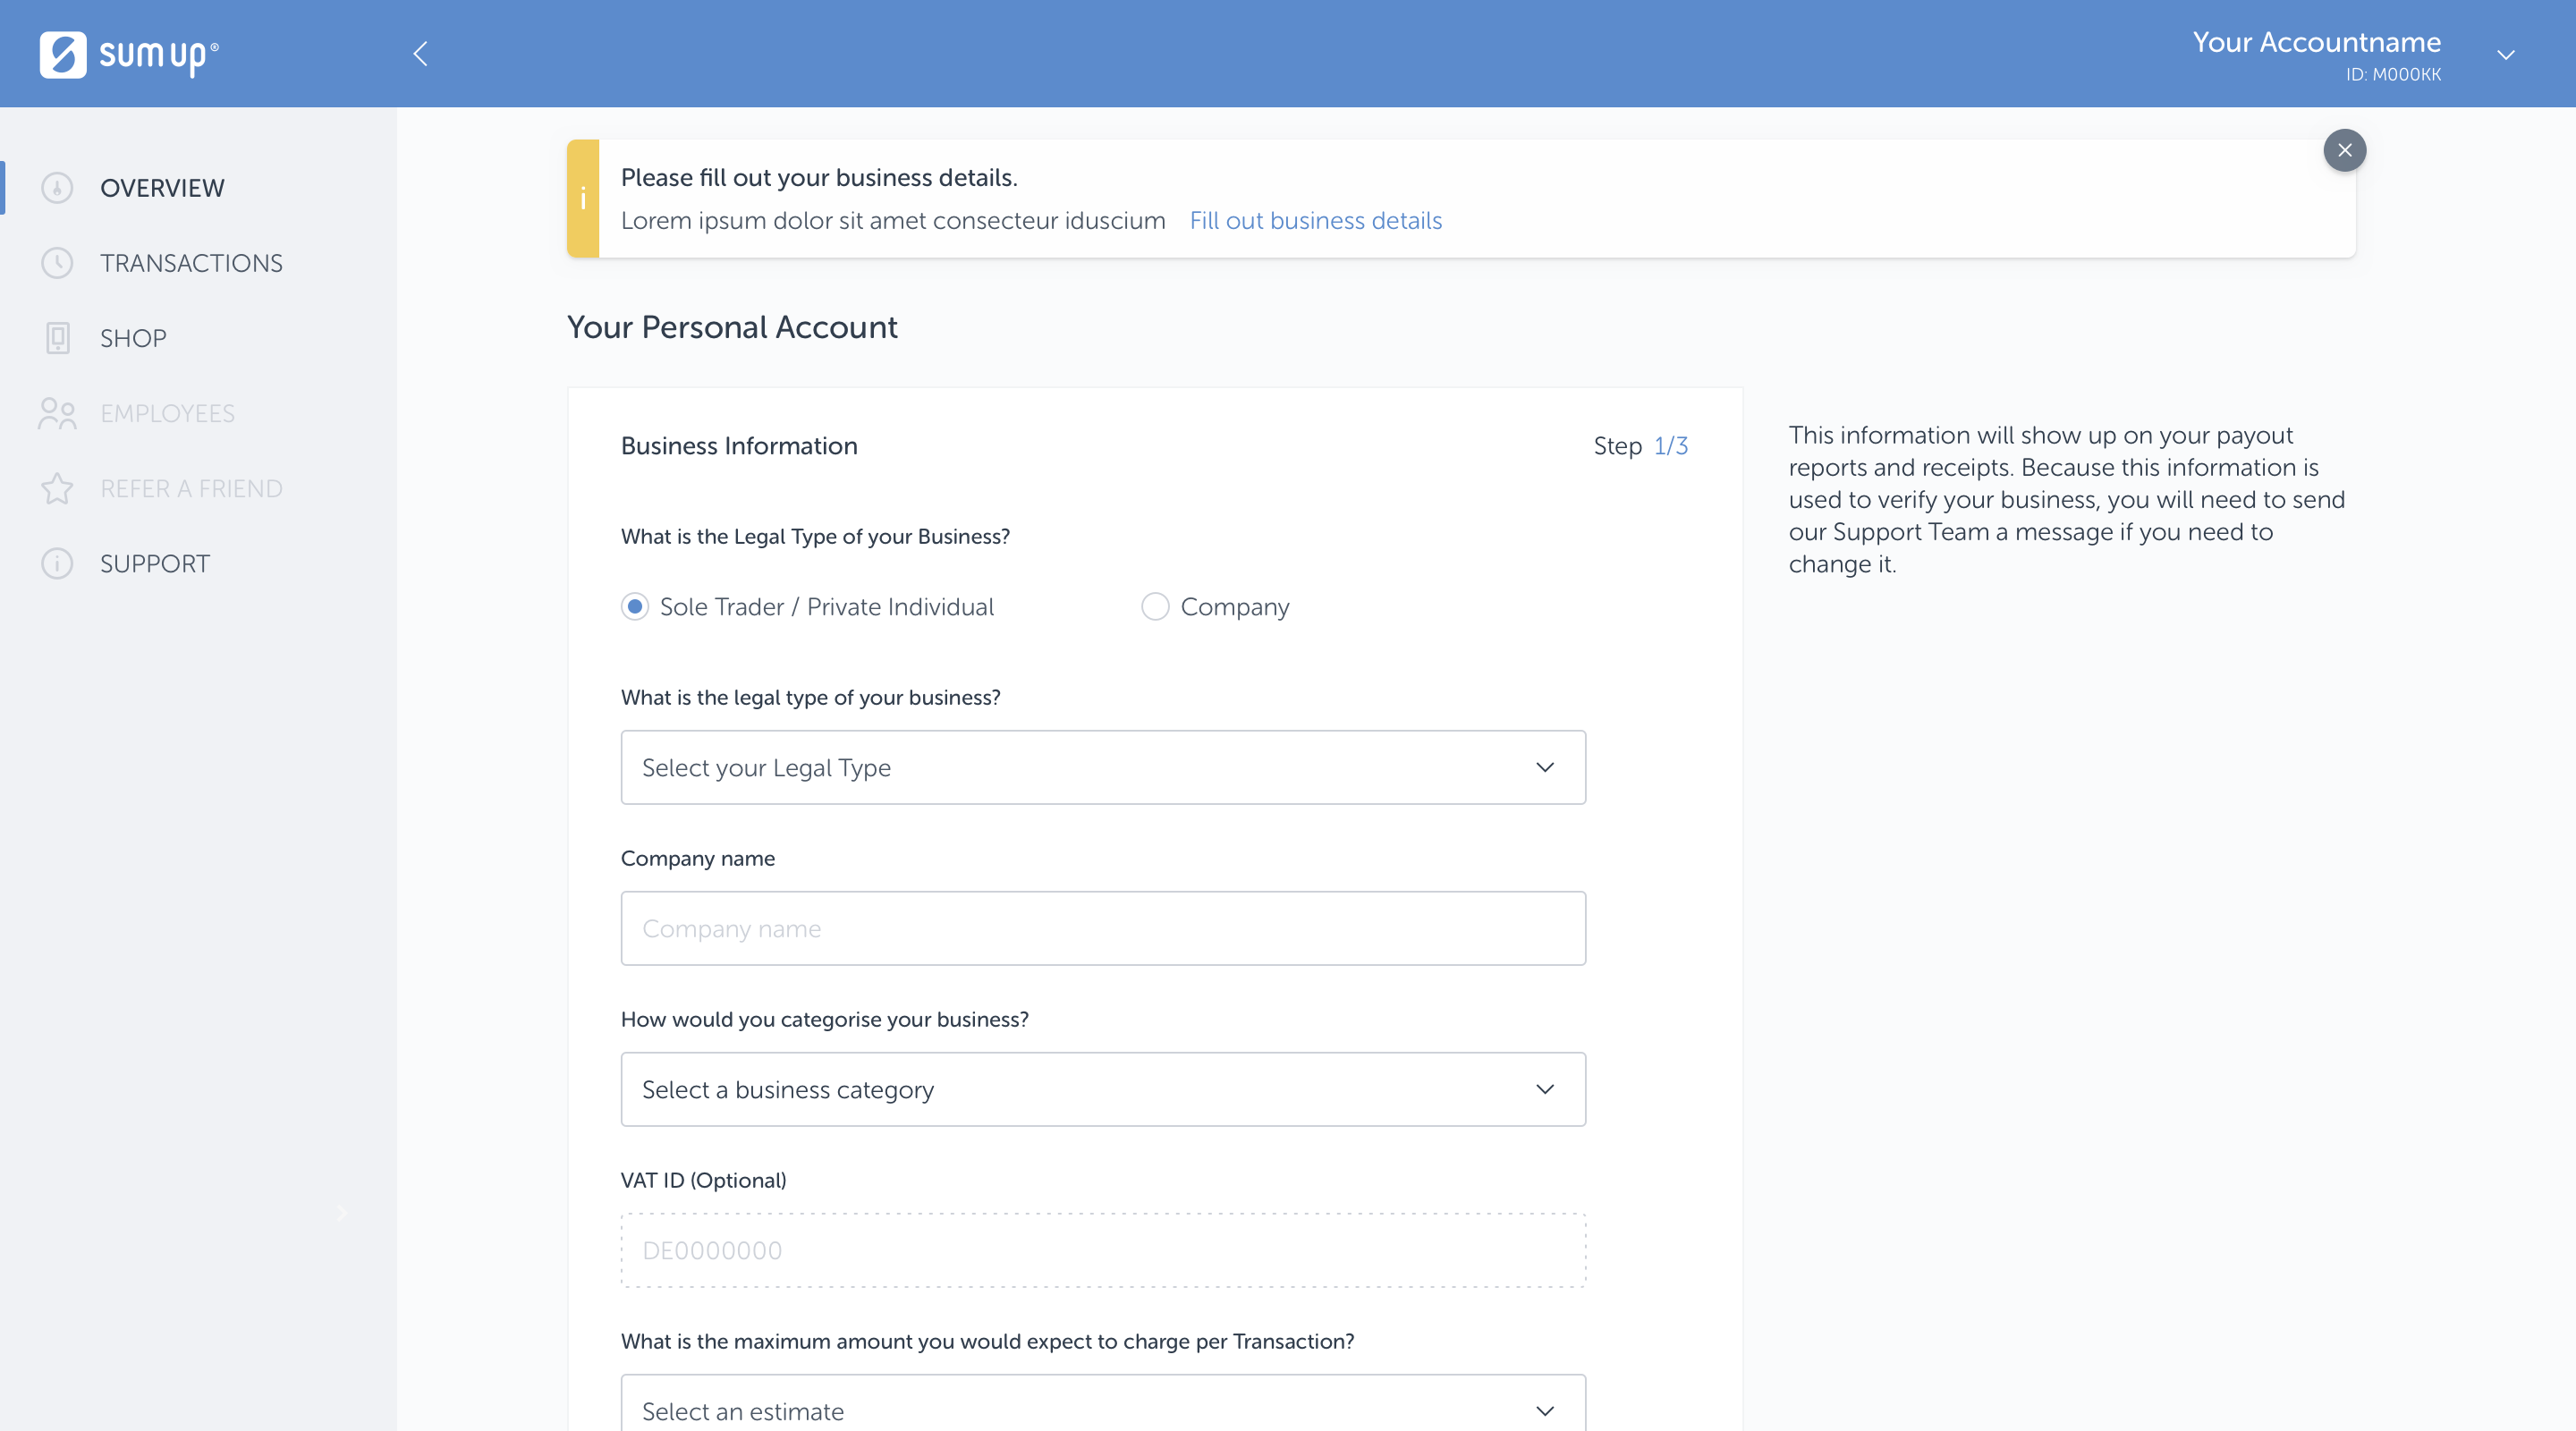 sumup®
Your Accountname
ID: M000KK
OVERVIEW
TRANSACTIONS
SHOP
EMPLOYEES
REFER A FRIEND
SUPPORT
i
Please fill out your business details.
Lorem ipsum dolor sit amet consecteur iduscium Fill out business details
Your Personal Account
Business Information
Step 1/3
What is the Legal Type of your Business?
Sole Trader / Private Individual
Company
What is the legal type of your business?
Select your Legal Type
Company name
Company name
How would you categorise your business?
Select a business category
VAT ID (Optional)
DE0000000
What is the maximum amount you would expect to charge per Transaction?
Select an estimate
This information will show up on your payout
reports and receipts. Because this information is
used to verify your business, you will need to send
our Support Team a message if you need to
change it.